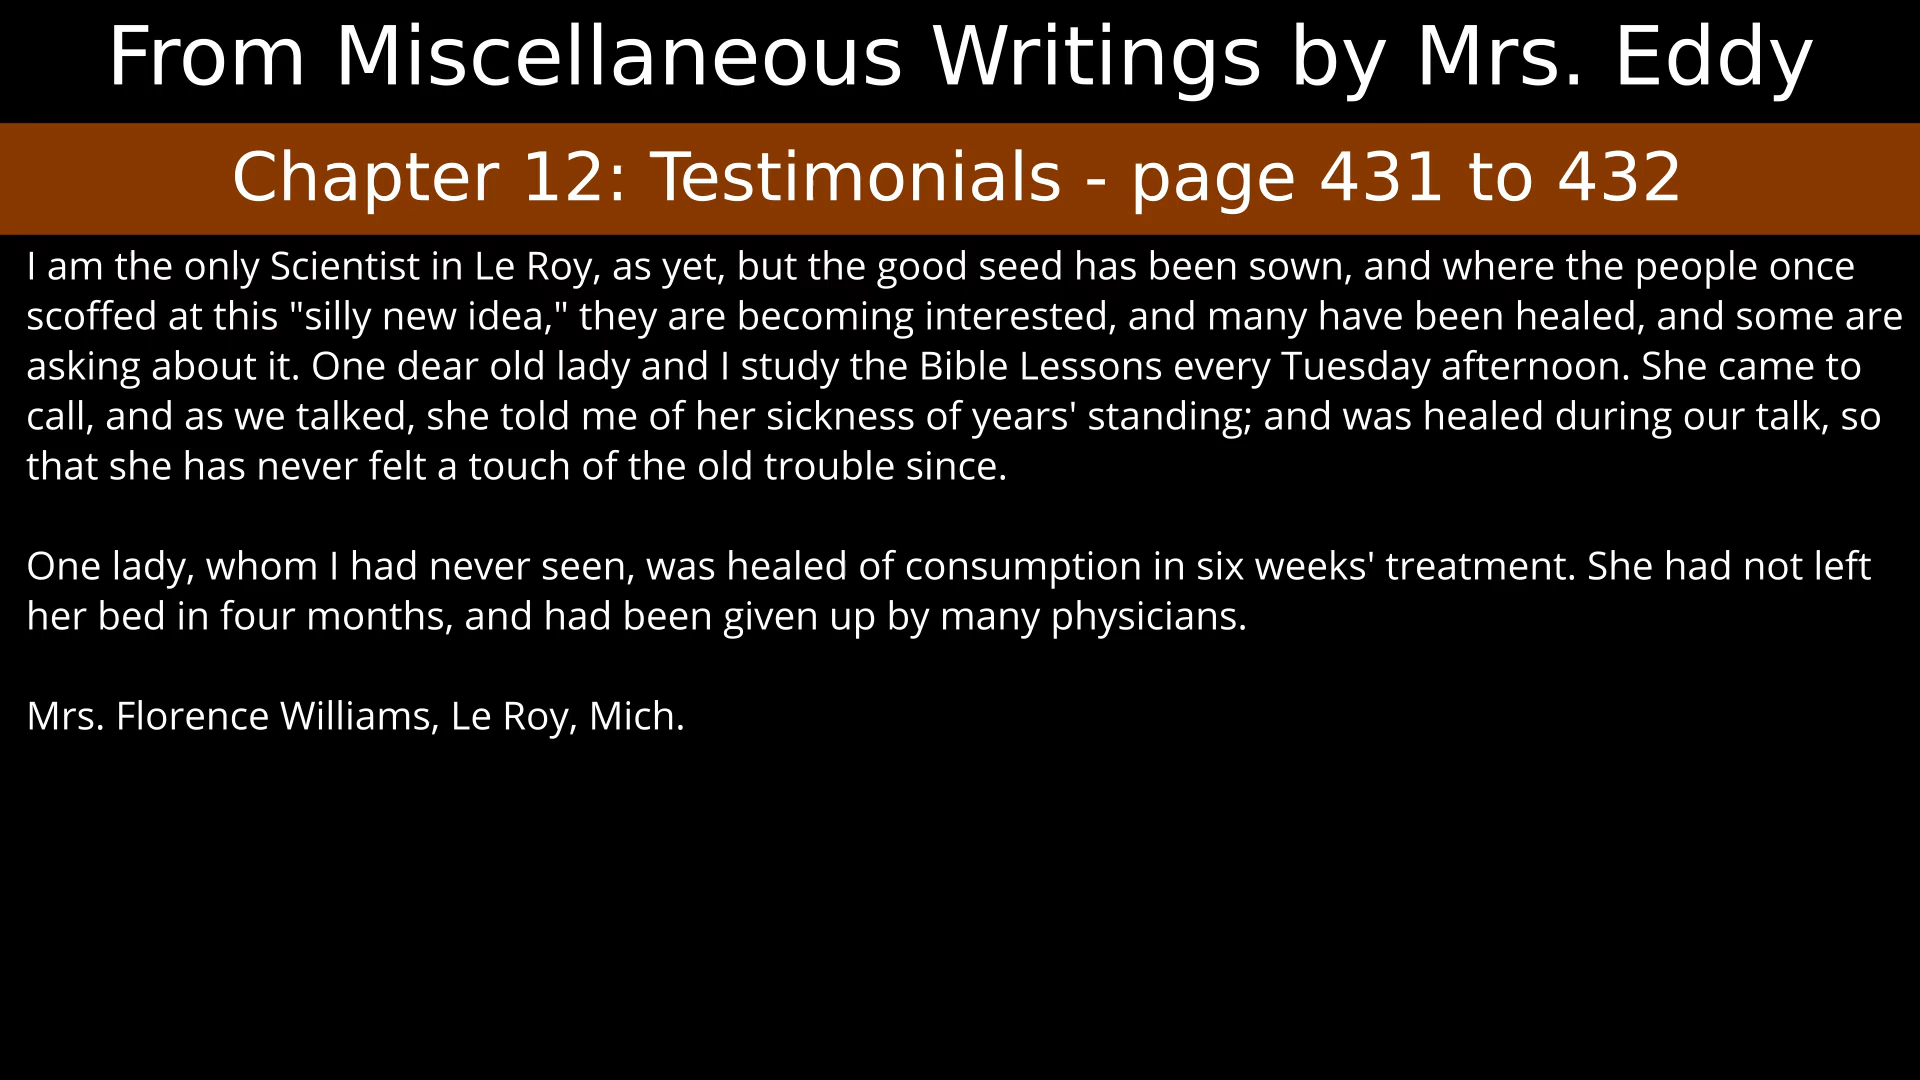 From Miscellaneous Writings by Mrs. Eddy
Chapter 12: Testimonials - page 431 to 432
I am the only Scientist in Le Roy, as yet, but the good seed has been sown, and where the people once
scoffed at this "silly new idea," they are becoming interested, and many have been healed, and some are
asking about it. One dear old lady and I study the Bible Lessons every Tuesday afternoon. She came to
call, and as we talked, she told me of her sickness of years' standing; and was healed during our talk, so
that she has never felt a touch of the old trouble since.
One lady, whom I had never seen, was healed of consumption in six weeks' treatment. She had not left
her bed in four months, and had been given up by many physicians.
Mrs. Florence Williams, Le Roy, Mich.